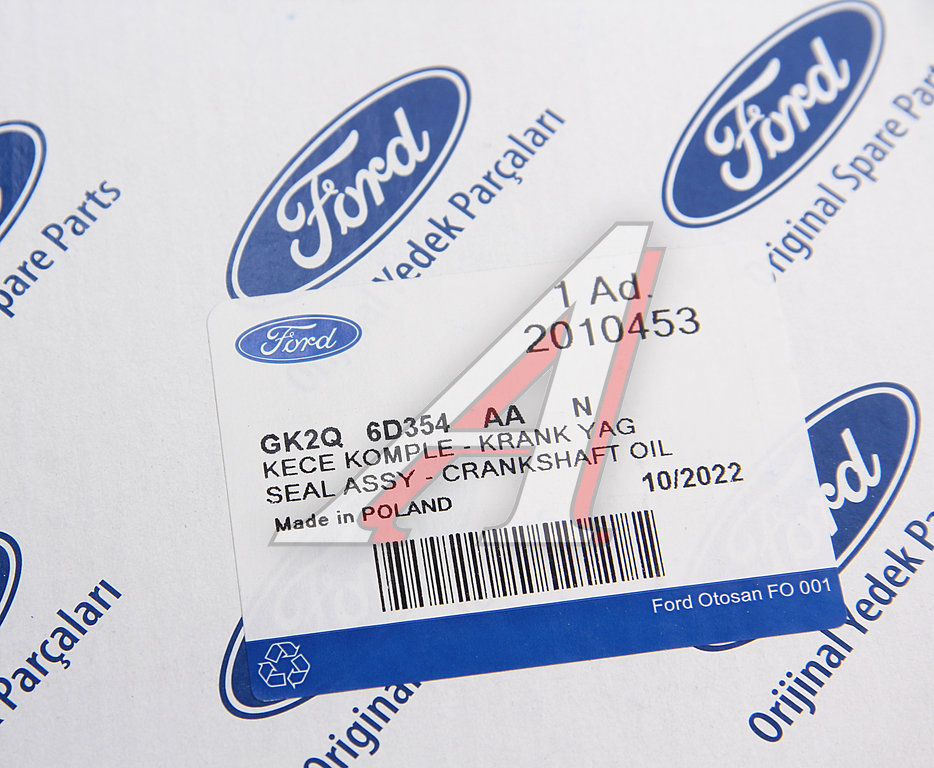 Ford
Ford
Spare Parts
Yedek Parçaları
Original Spare Parts
Ford
1 Ad.
2010453
GK2Q 6D354 AA N
KECE KOMPLE - KRANK YAG
SEAL ASSY - CRANKSHAFT OIL
10/2022
Made in POLAND
Ford Otosan FO 001
Ford
Parçaları
Original
Orijinal Yedek